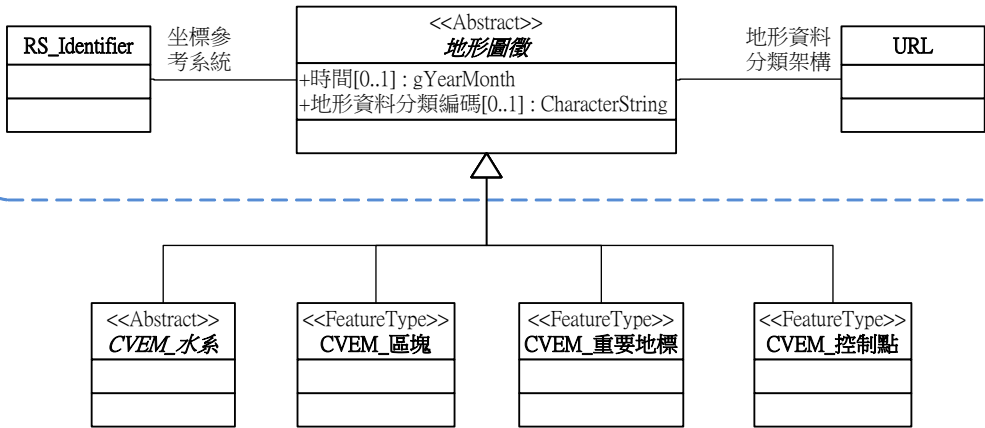 RS_Identifier
坐標參
考系統
<<Abstract>>
地形圖徵
+時間[0..1] : gYearMonth
+地形資料分類編碼[0..1] : CharacterString
地形資料
分類架構
URL
<<Abstract>>
CVEM_水系
<<FeatureType>>
CVEM_區塊
<<FeatureType>>
CVEM_重要地標
<<FeatureType>>
CVEM_控制點